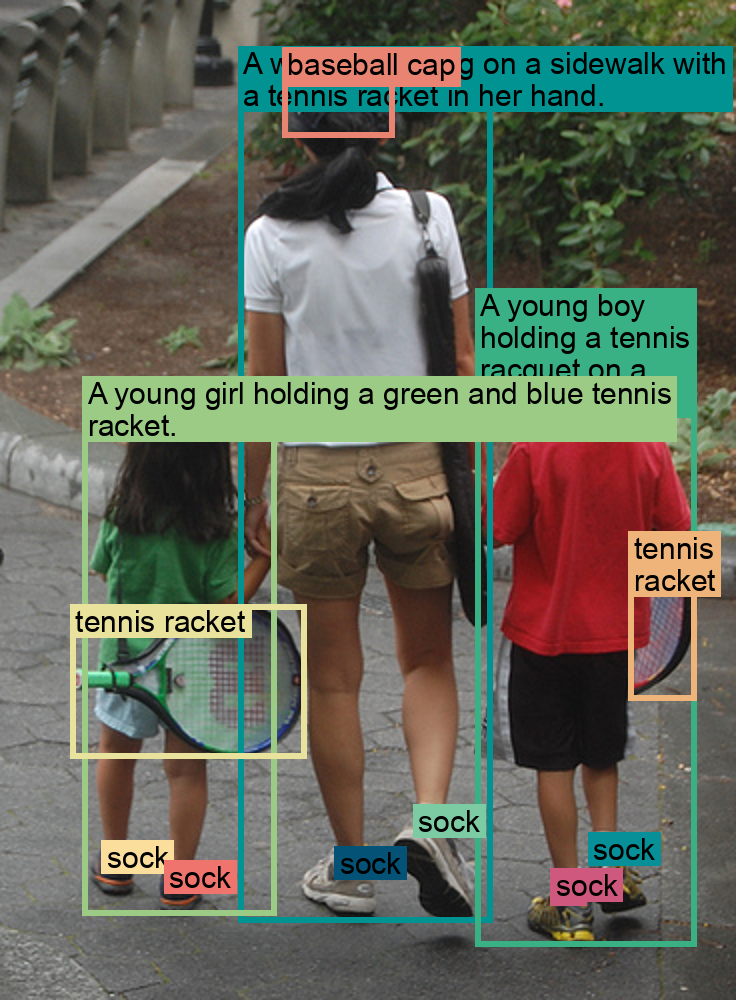 A w
baseball cap
g on a sidewalk with
a tennis racket in her hand.
A young boy
holding a tennis
racquet on a
A young girl holding a green and blue tennis
racket.
tennis
racket
tennis racket
sock
sock
sock
sock
sock
sock